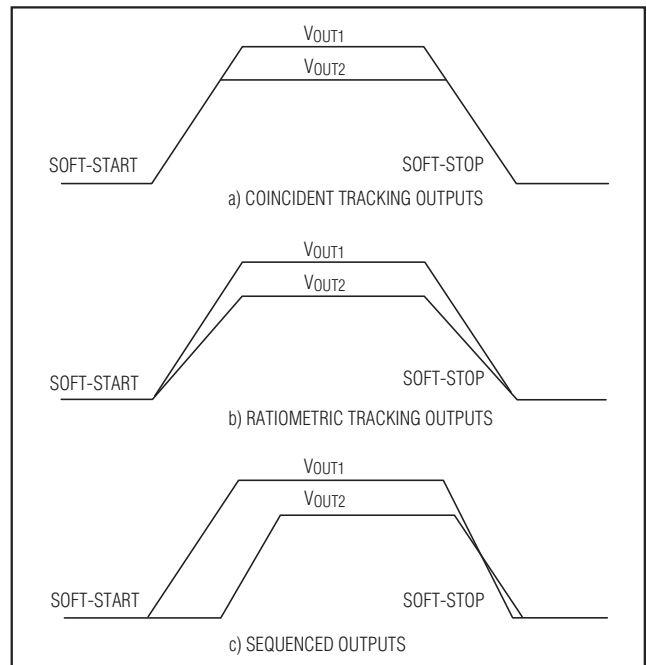 VOUT1
VOUT2
SOFT-START
SOFT-STOP
a) COINCIDENT TRACKING OUTPUTS
VOUT1
VOUT2
SOFT-START
SOFT-STOP
b) RATIOMETRIC TRACKING OUTPUTS
VOUT1
VOUT2
SOFT-START
SOFT-STOP
c) SEQUENCED OUTPUTS